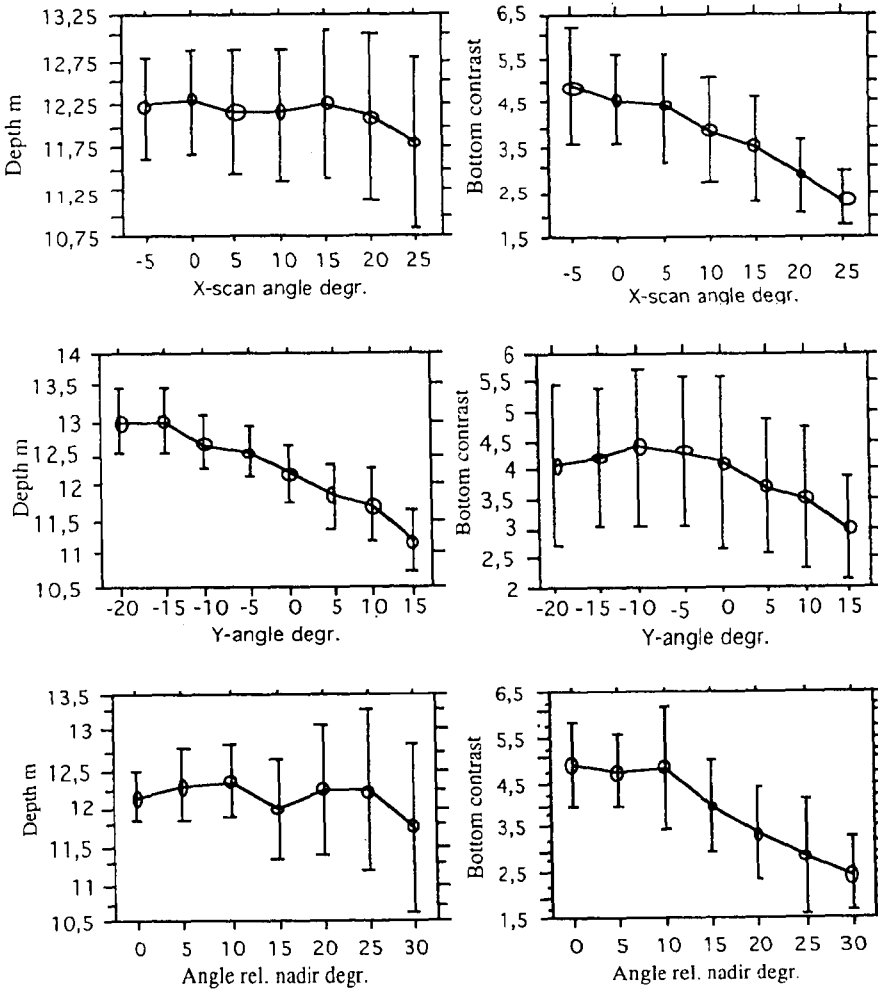 13,25
12,75
12,25
11,75
11,25
10,75
Depth m
-5 0 5 10 15 20 25
X-scan angle degr.
6,5
5,5
4,5
3,5
2,5
1,5
Bottom contrast
-5 0 5 10 15 20 25
X-scan angle degr.
14
13,5
13
12,5
12
11,5
11
10,5
Depth m
-20 -15 -10 -5 0 5 10 15
Y-angle degr.
6
5,5
5
4,5
4
3,5
3
2,5
2
Bottom contrast
-20 -15 -10 -5 0 5 10 15
Y-angle degr.
13,5
13
12,5
12
11,5
11
10,5
Depth m
0 5 10 15 20 25 30
Angle rel. nadir degr.
6,5
5,5
4,5
3,5
2,5
1,5
Bottom contrast
0 5 10 15 20 25 30
Angle rel. nadir degr.